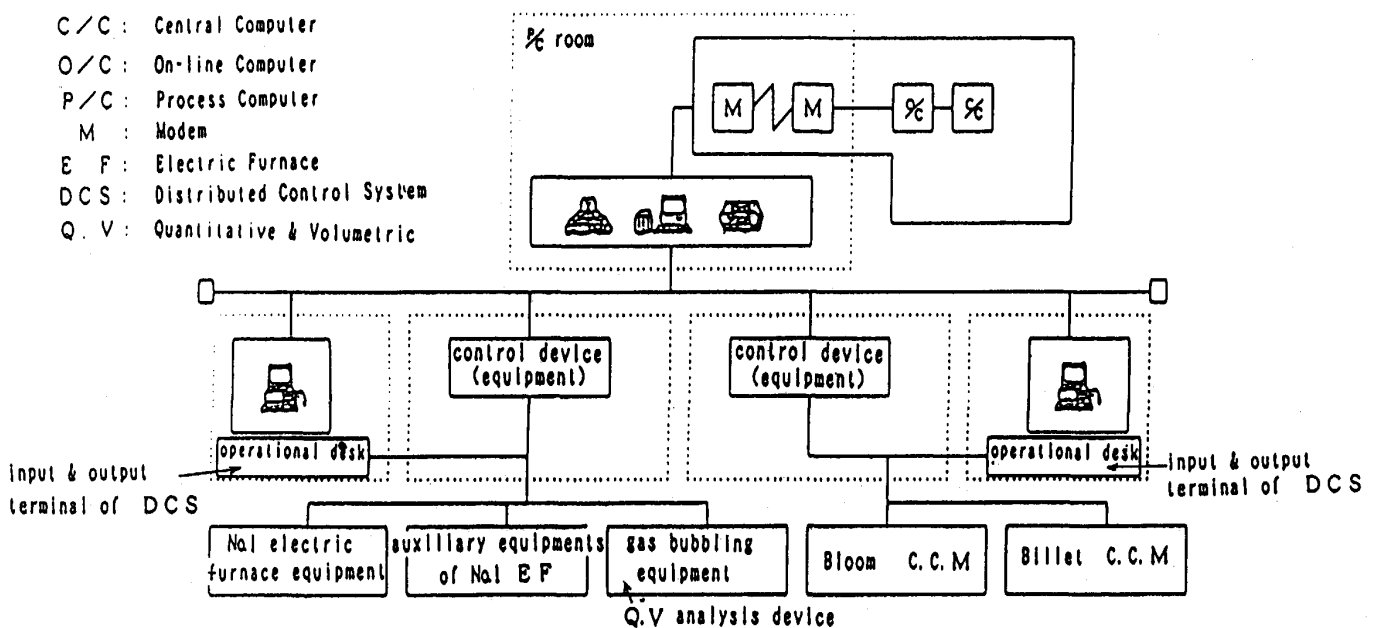 C/C : Central Computer
O/C : On-line Computer
P/C : Process Computer
M : Modem
E F : Electric Furnace
DCS : Distributed Control System
Q. V : Quantitative & Volumetric
P/C room
M
M
O/C
C/C
control device
(equipment)
control device
(equipment)
operational desk
operational desk
input & output
terminal of DCS
input & output
terminal of DCS
No1 electric
furnace equipment
auxiliary equipments
of No1 E F
gas bubbling
equipment
Bloom C. C. M
Billet C. C. M
Q.V analysis device